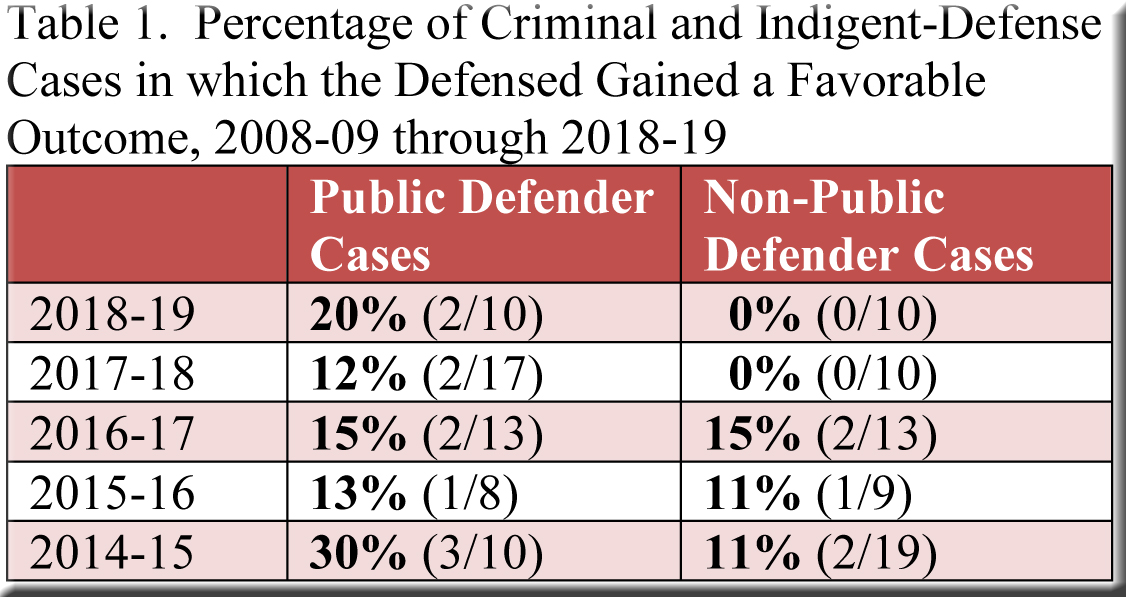 Table 1.  Percentage of Criminal and Indigent-Defense
Cases in which the Defensed Gained a Favorable
Outcome, 2008-09 through 2018-19
Public Defender Cases Non-Public Defender Cases
2018-19 20% (2/10) 0% (0/10)
2017-18 12% (2/17) 0% (0/10)
2016-17 15% (2/13) 15% (2/13)
2015-16 13% (1/8) 11% (1/9)
2014-15 30% (3/10) 11% (2/19)